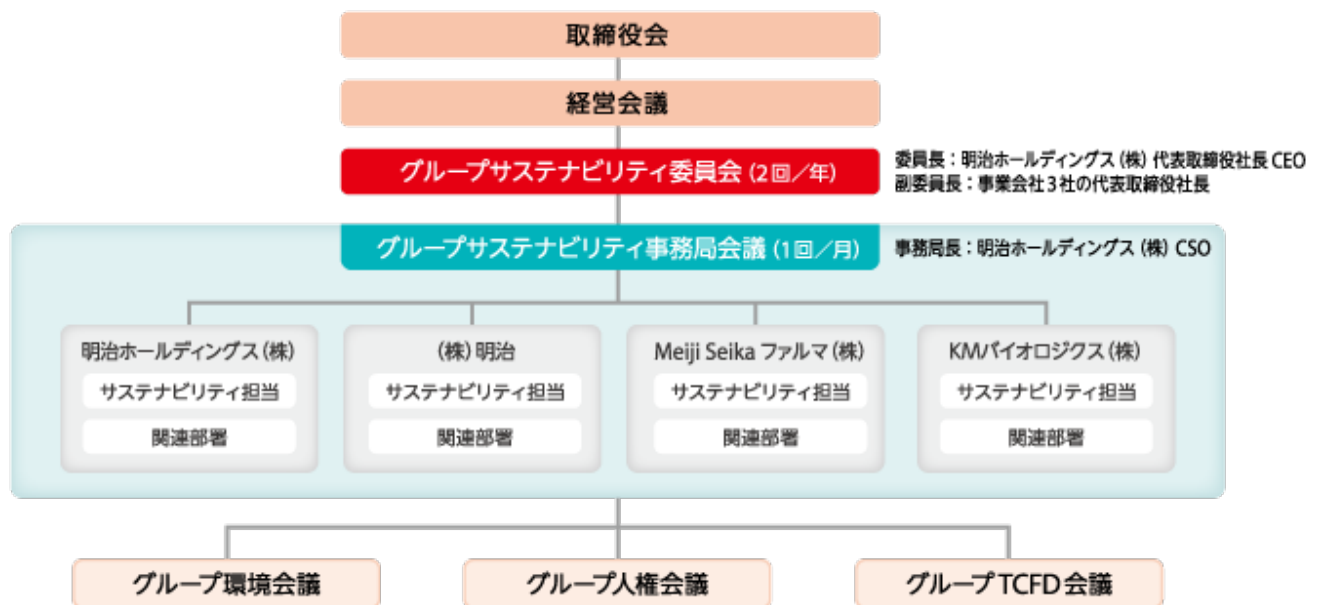 取締役会
経営会議
グループサステナビリティ委員会（2回／年）
委員長：明治ホールディングス（株）代表取締役社長 CEO
副委員長：事業会社3社の代表取締役社長
グループサステナビリティ事務局会議（1回／月）
事務局長：明治ホールディングス（株）CSO
明治ホールディングス（株）
サステナビリティ担当
関連部署
（株）明治
サステナビリティ担当
関連部署
Meiji Seika ファルマ（株）
サステナビリティ担当
関連部署
KMバイオロジクス（株）
サステナビリティ担当
関連部署
グループ環境会議
グループ人権会議
グループTCFD会議